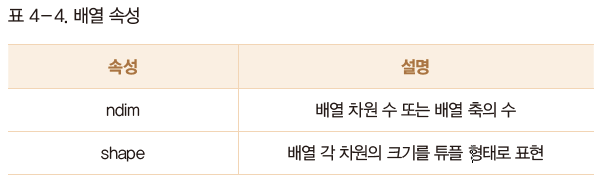 표 4-4. 배열 속성
속성 설명
ndim 배열 차원 수 또는 배열 축의 수
shape 배열 각 차원의 크기를 튜플 형태로 표현